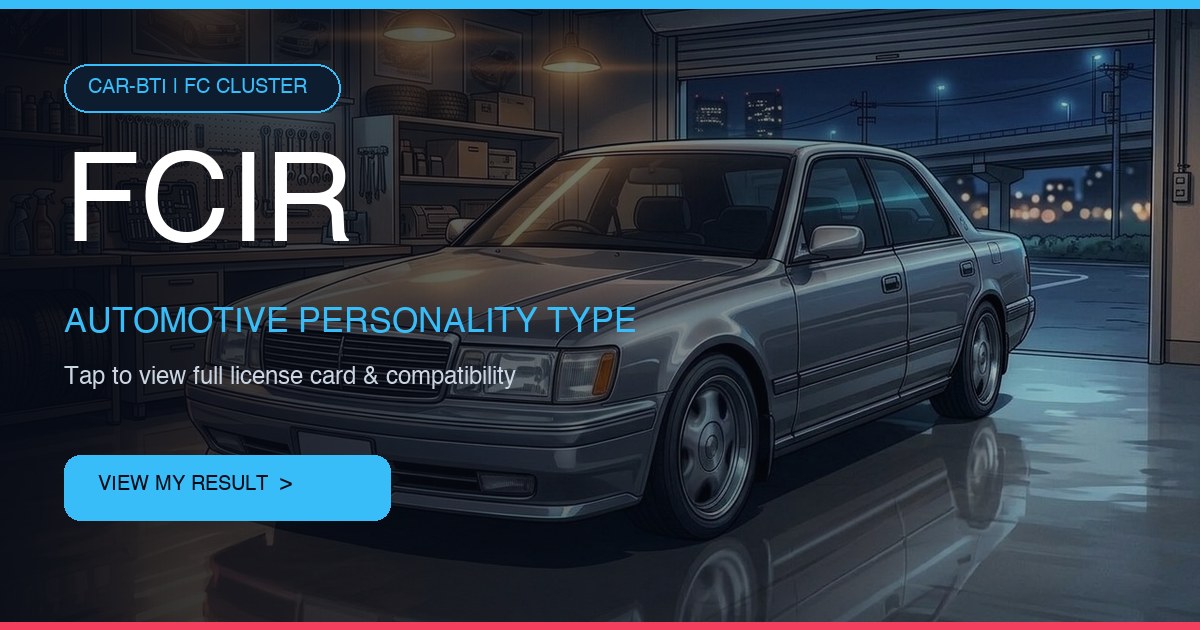 CAR-BTI | FC CLUSTER
FCIR
AUTOMOTIVE PERSONALITY TYPE
Tap to view full license card & compatibility
VIEW MY RESULT >